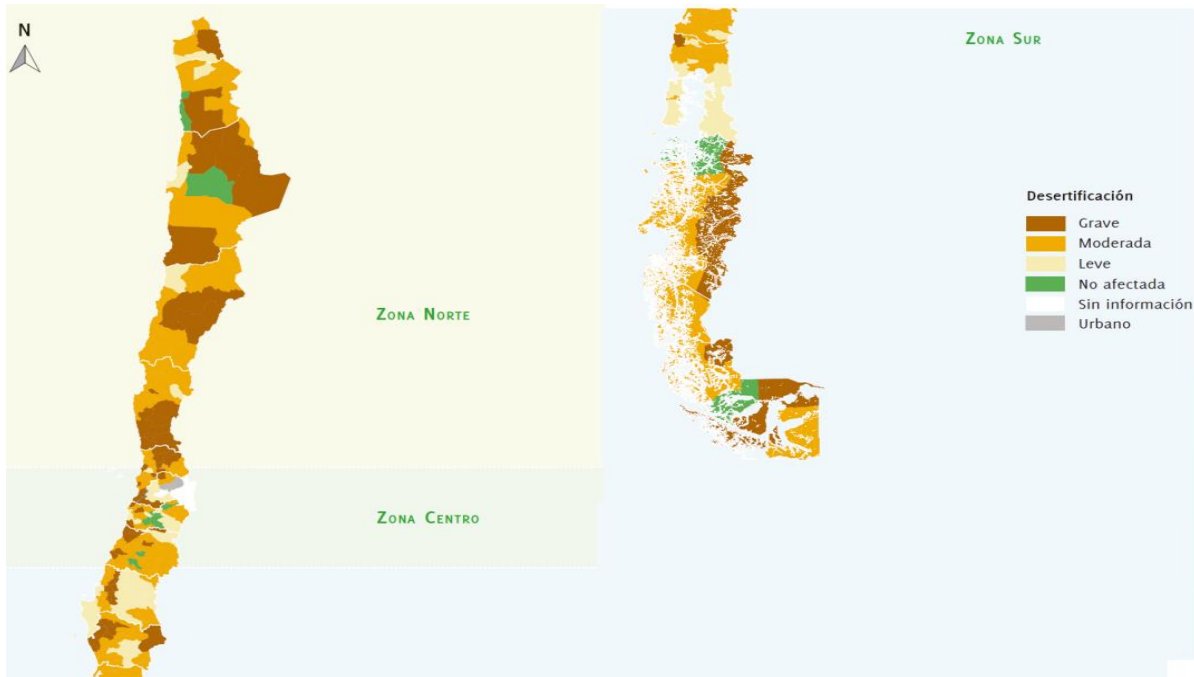 N
Zona Norte
Zona Centro
Zona Sur
Desertificación
Grave
Moderada
Leve
No afectada
Sin información
Urbano